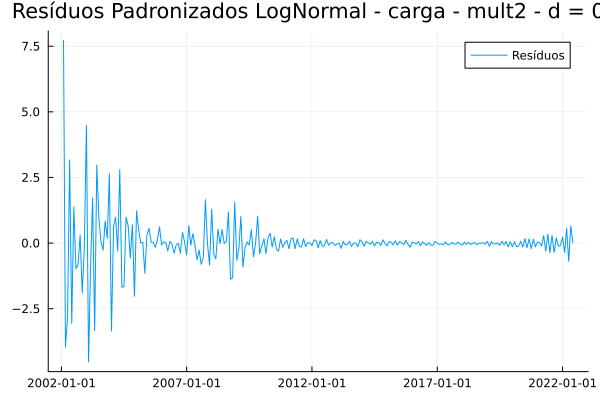 Resíduos Padronizados LogNormal - carga - mult2 - d = 0
Resíduos
7.5
5.0
2.5
0.0
−2.5
2002-01-01 2007-01-01 2012-01-01 2017-01-01 2022-01-01